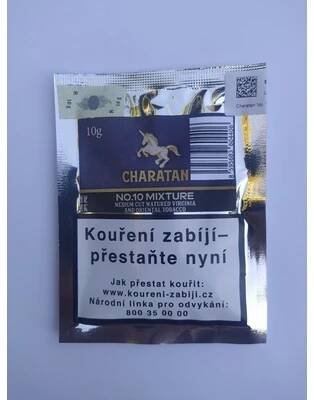 10g
CHARATAN
NO.10 MIXTURE
MEDIUM CUT MATURED VIRGINIA
AND ORIENTAL TOBACCO
Kouření zabíjí–
přestaňte nyní
Jak přestat kouřit:
www.koureni-zabiji.cz
Národní linka pro odvykání:
800 35 00 00